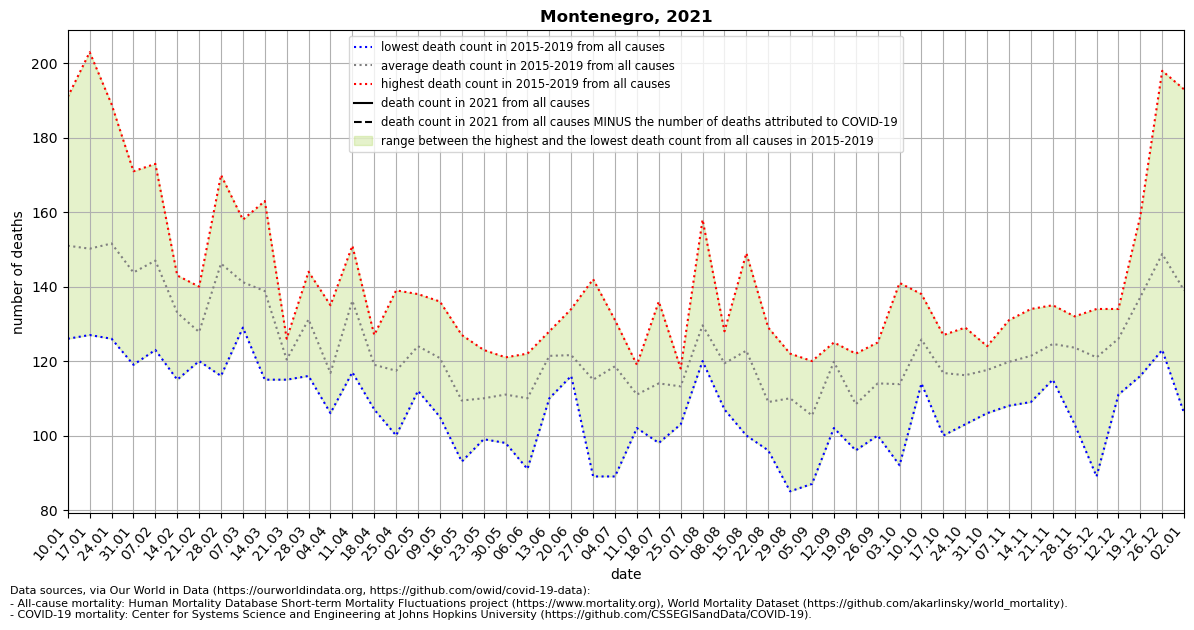 Montenegro, 2021
lowest death count in 2015-2019 from all causes
average death count in 2015-2019 from all causes
highest death count in 2015-2019 from all causes
death count in 2021 from all causes
death count in 2021 from all causes MINUS the number of deaths attributed to COVID-19
range between the highest and the lowest death count from all causes in 2015-2019
number of deaths
200
180
160
140
120
100
80
10.01 17.01 24.01 31.01 07.02 14.02 21.02 28.02 07.03 14.03 21.03 28.03 04.04 11.04 18.04 25.04 02.05 09.05 16.05 23.05 30.05 06.06 13.06 20.06 27.06 04.07 11.07 18.07 25.07 01.08 08.08 15.08 22.08 29.08 05.09 12.09 19.09 26.09 03.10 10.10 17.10 24.10 31.10 07.11 14.11 21.11 28.11 05.12 12.12 19.12 26.12 02.01
date
Data sources, via Our World in Data (https://ourworldindata.org, https://github.com/owid/covid-19-data):
- All-cause mortality: Human Mortality Database Short-term Mortality Fluctuations project (https://www.mortality.org), World Mortality Dataset (https://github.com/akarlinsky/world_mortality).
- COVID-19 mortality: Center for Systems Science and Engineering at Johns Hopkins University (https://github.com/CSSEGISandData/COVID-19).